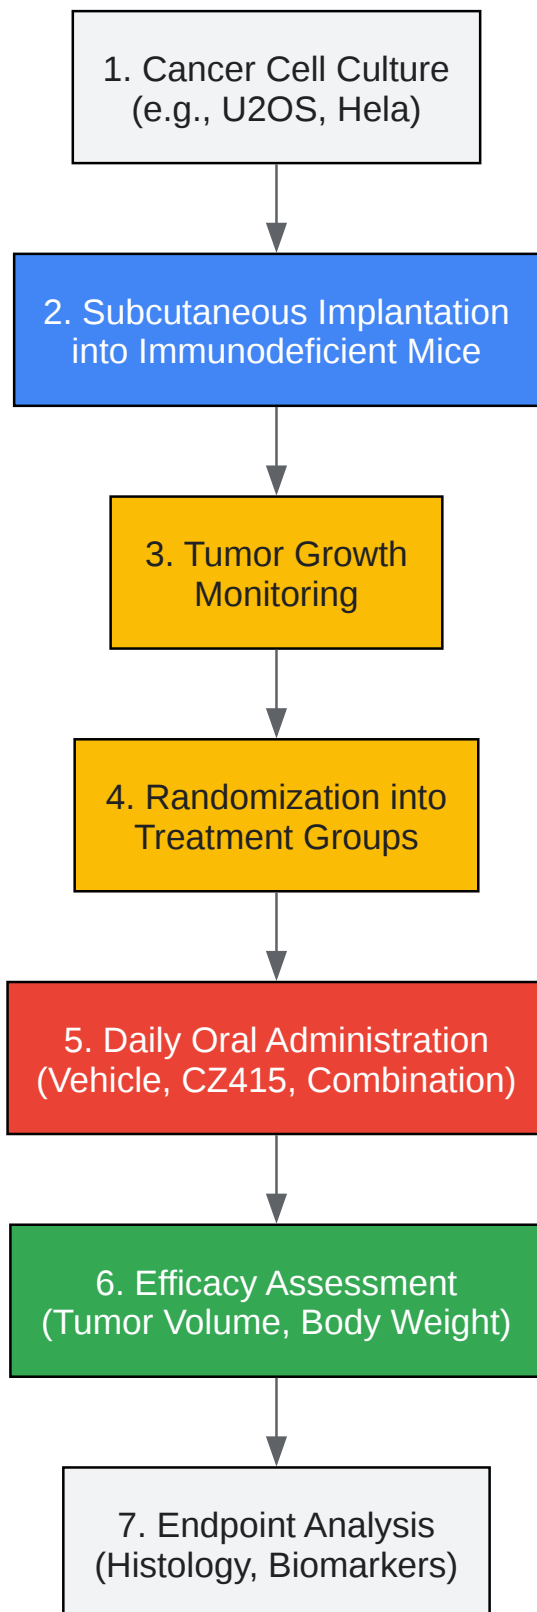 1. Cancer Cell Culture
(e.g., U2OS, Hela)
2. Subcutaneous Implantation
into Immunodeficient Mice
3. Tumor Growth
Monitoring
4. Randomization into
Treatment Groups
5. Daily Oral Administration
(Vehicle, CZ415, Combination)
6. Efficacy Assessment
(Tumor Volume, Body Weight)
7. Endpoint Analysis
(Histology, Biomarkers)